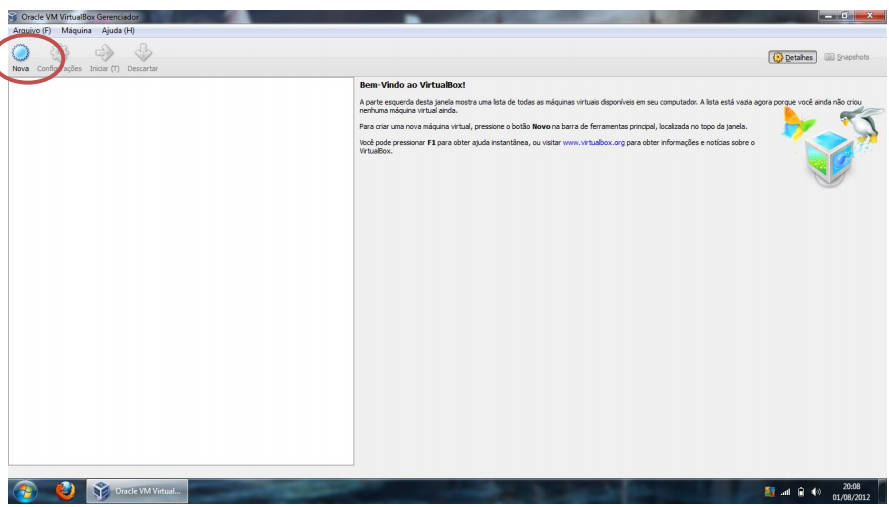 Oracle VM VirtualBox Gerenciador
Arquivo (F) Máquina Ajuda (H)
Nova Configurações Iniciar (T) Descartar
Detalhes Snapshots
Bem-Vindo ao VirtualBox!
A parte esquerda desta janela mostra uma lista de todas as máquinas virtuais disponíveis em seu computador. A lista está vazia agora porque você ainda não criou
nenhuma máquina virtual ainda.
Para criar uma nova máquina virtual, pressione o botão Novo na barra de ferramentas principal, localizada no topo da janela.
Você pode pressionar F1 para obter ajuda instantânea, ou visitar www.virtualbox.org para obter informações e notícias sobre o
VirtualBox.
Oracle VM Virtual...
20:08
01/08/2012